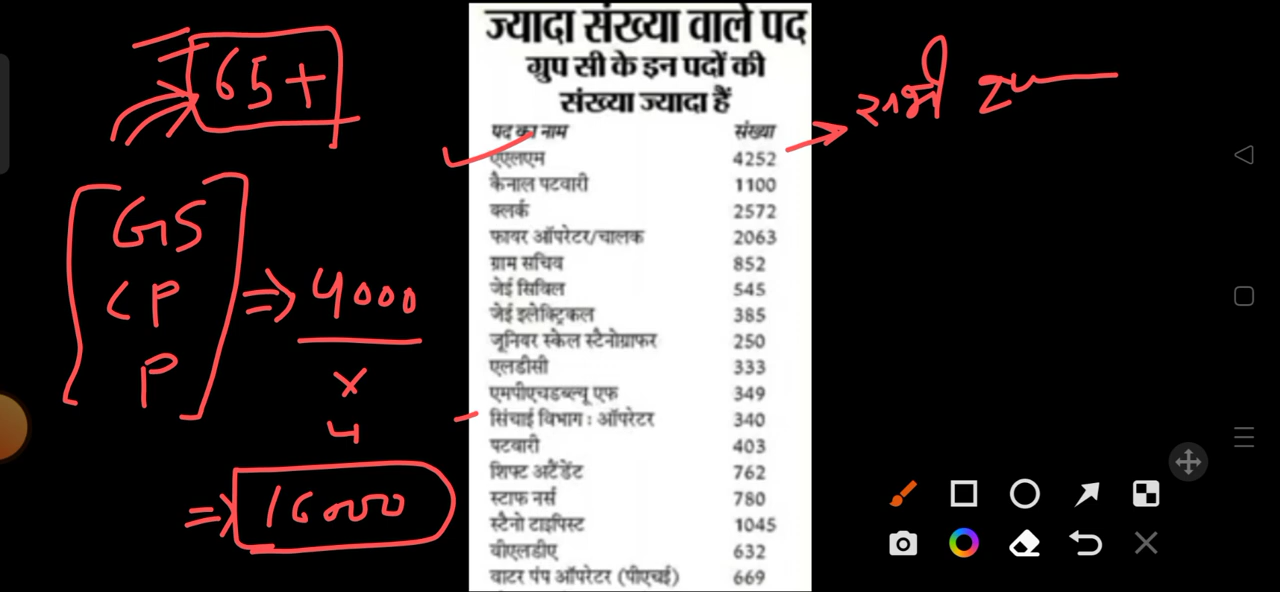 65+
GS
CP
P
⇒ 4000
×
4
⇒ 16000
ज्यादा संख्या वाले पद
ग्रुप सी के इन पदों की
संख्या ज्यादा हैं
पद का नाम संख्या
एएलएम 4252
कैनाल पटवारी 1100
क्लर्क 2572
फायर ऑपरेटर/चालक 2063
ग्राम सचिव 852
जेई सिविल 545
जेई इलेक्ट्रिकल 385
जूनियर स्केल स्टैनोग्राफर 250
एलडीसी 333
एमपीएचडब्ल्यू एफ 349
सिंचाई विभाग : ऑपरेटर 340
पटवारी 403
शिफ्ट अटैंडेंट 762
स्टाफ नर्स 780
स्टैनो टाइपिस्ट 1045
वीएलडीए 632
वाटर पंप ऑपरेटर (पीएचई) 669